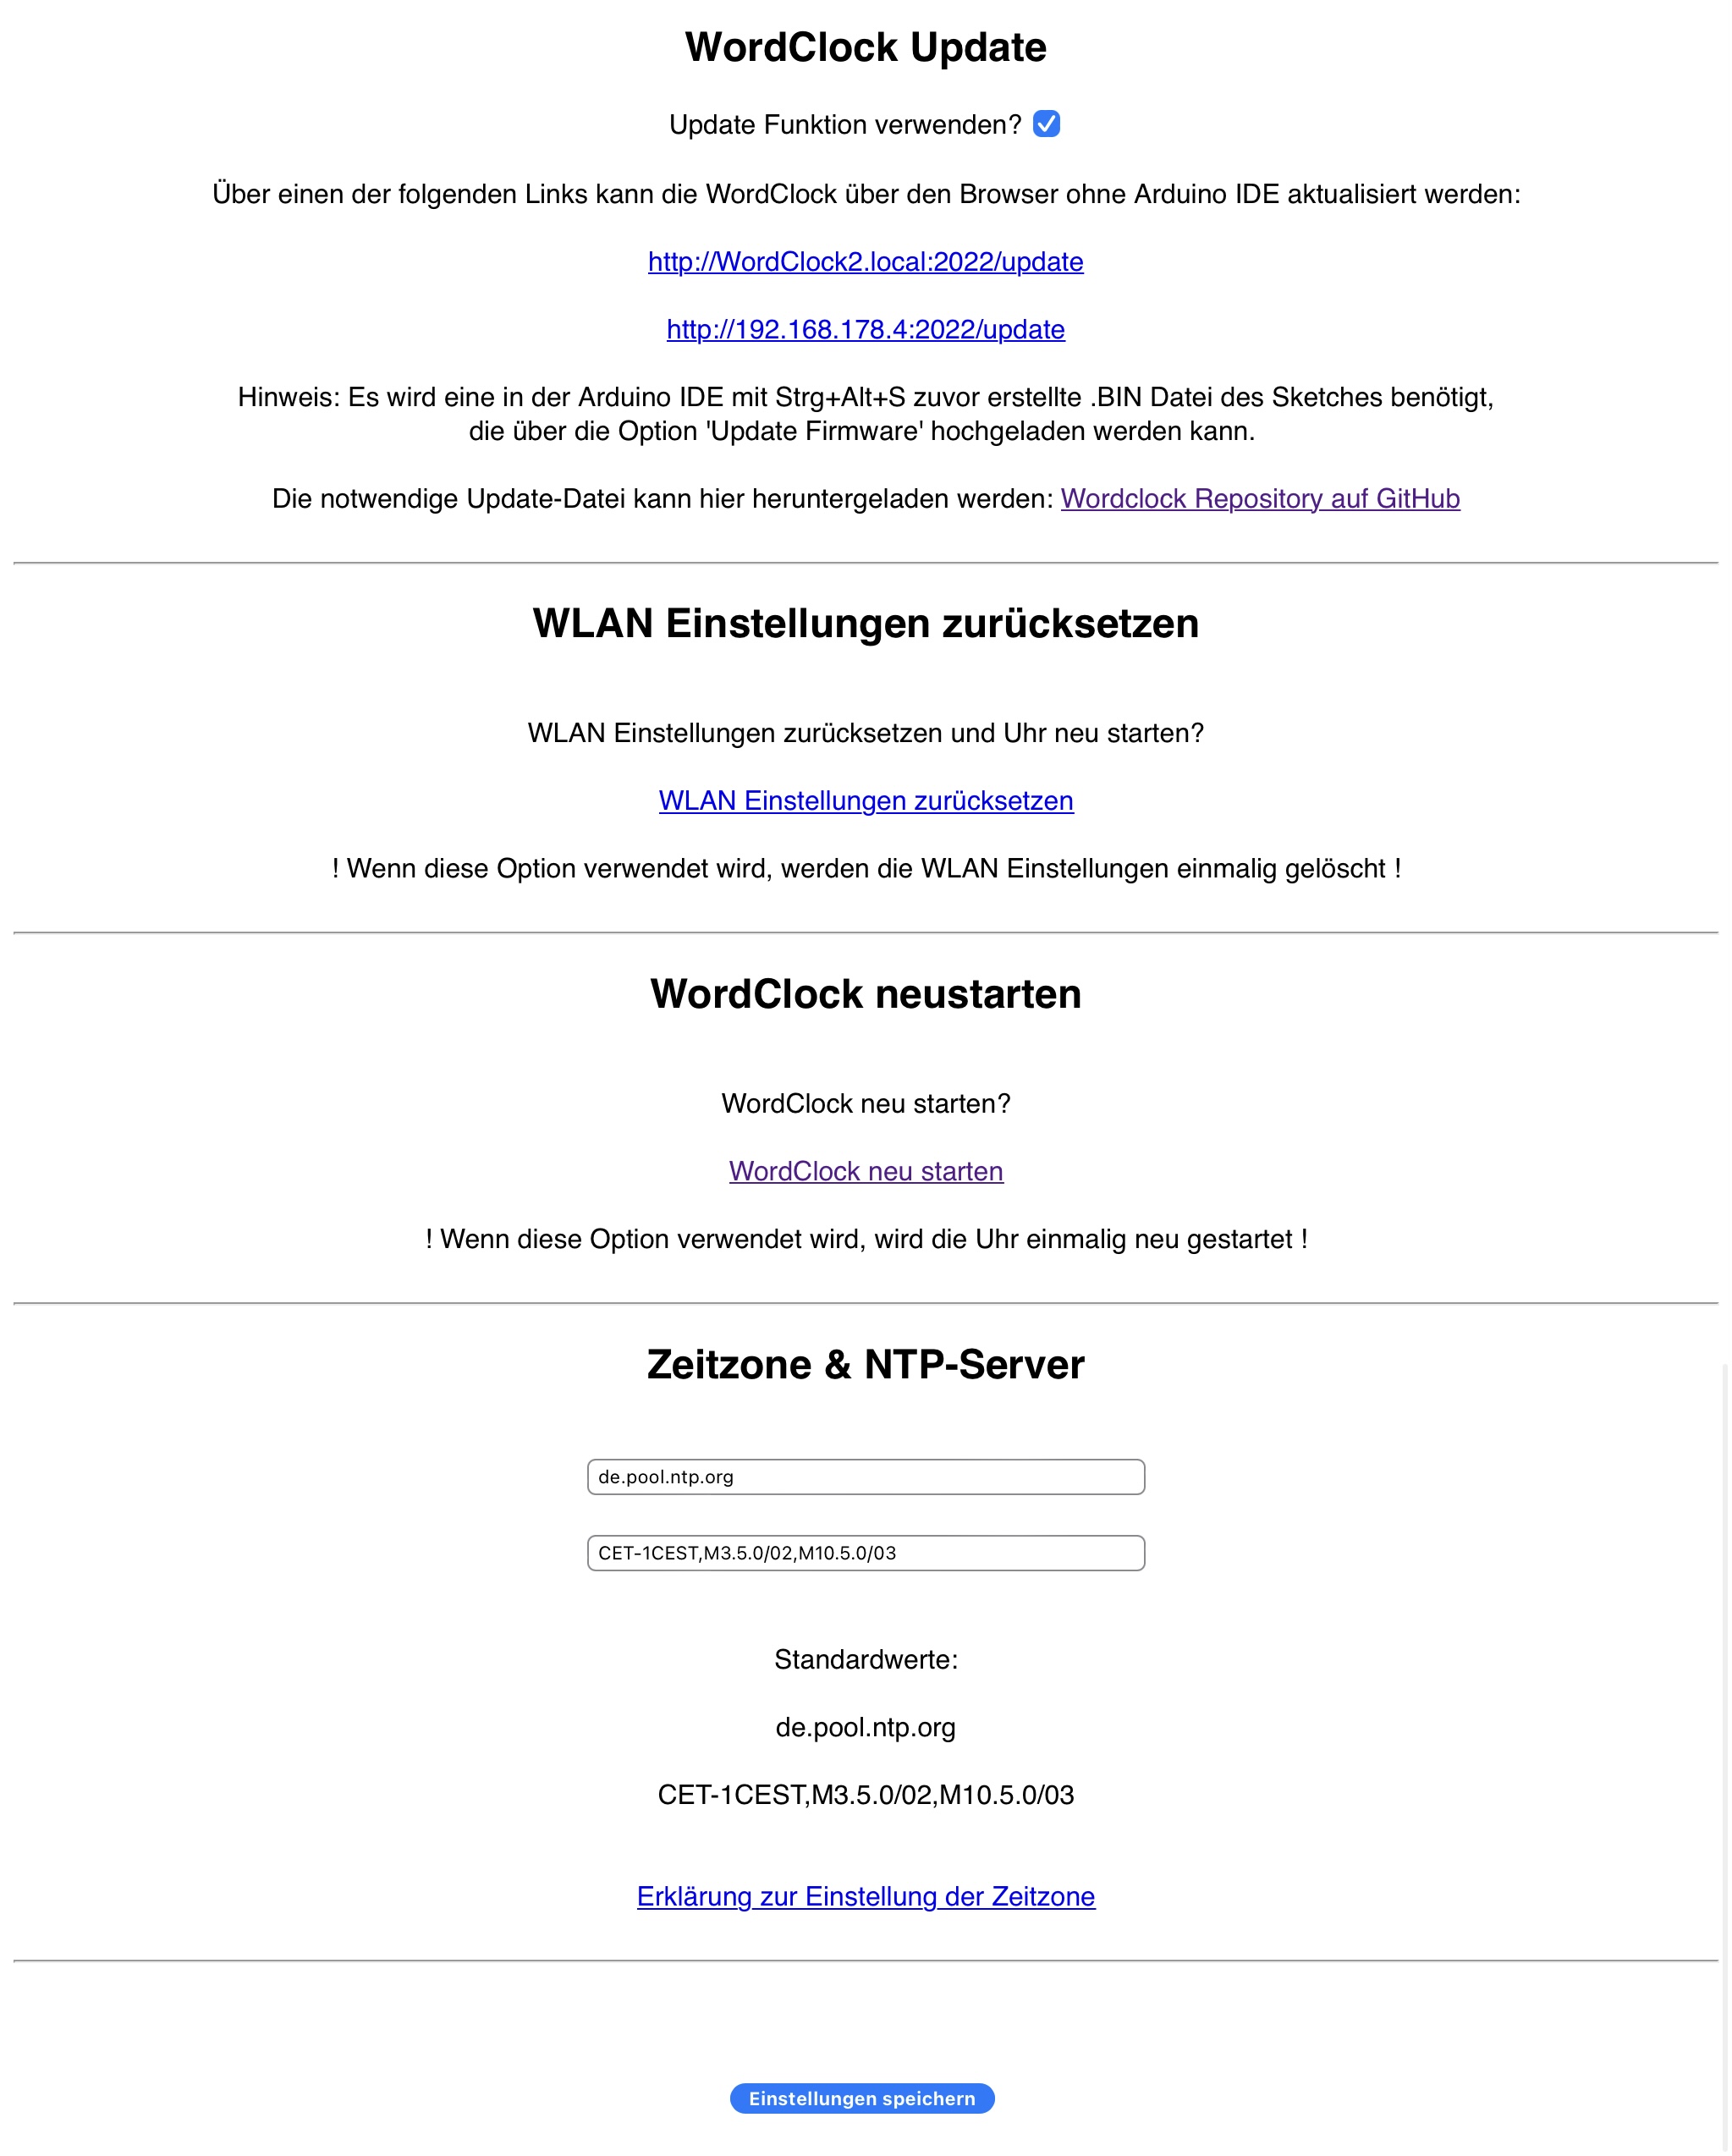 WordClock Update
Update Funktion verwenden?
Über einen der folgenden Links kann die WordClock über den Browser ohne Arduino IDE aktualisiert werden:
http://WordClock2.local:2022/update
http://192.168.178.4:2022/update
Hinweis: Es wird eine in der Arduino IDE mit Strg+Alt+S zuvor erstellte .BIN Datei des Sketches benötigt,
die über die Option 'Update Firmware' hochgeladen werden kann.
Die notwendige Update-Datei kann hier heruntergeladen werden: Wordclock Repository auf GitHub
WLAN Einstellungen zurücksetzen
WLAN Einstellungen zurücksetzen und Uhr neu starten?
WLAN Einstellungen zurücksetzen
! Wenn diese Option verwendet wird, werden die WLAN Einstellungen einmalig gelöscht !
WordClock neustarten
WordClock neu starten?
WordClock neu starten
! Wenn diese Option verwendet wird, wird die Uhr einmalig neu gestartet !
Zeitzone & NTP-Server
de.pool.ntp.org
CET-1CEST,M3.5.0/02,M10.5.0/03
Standardwerte:
de.pool.ntp.org
CET-1CEST,M3.5.0/02,M10.5.0/03
Erklärung zur Einstellung der Zeitzone
Einstellungen speichern